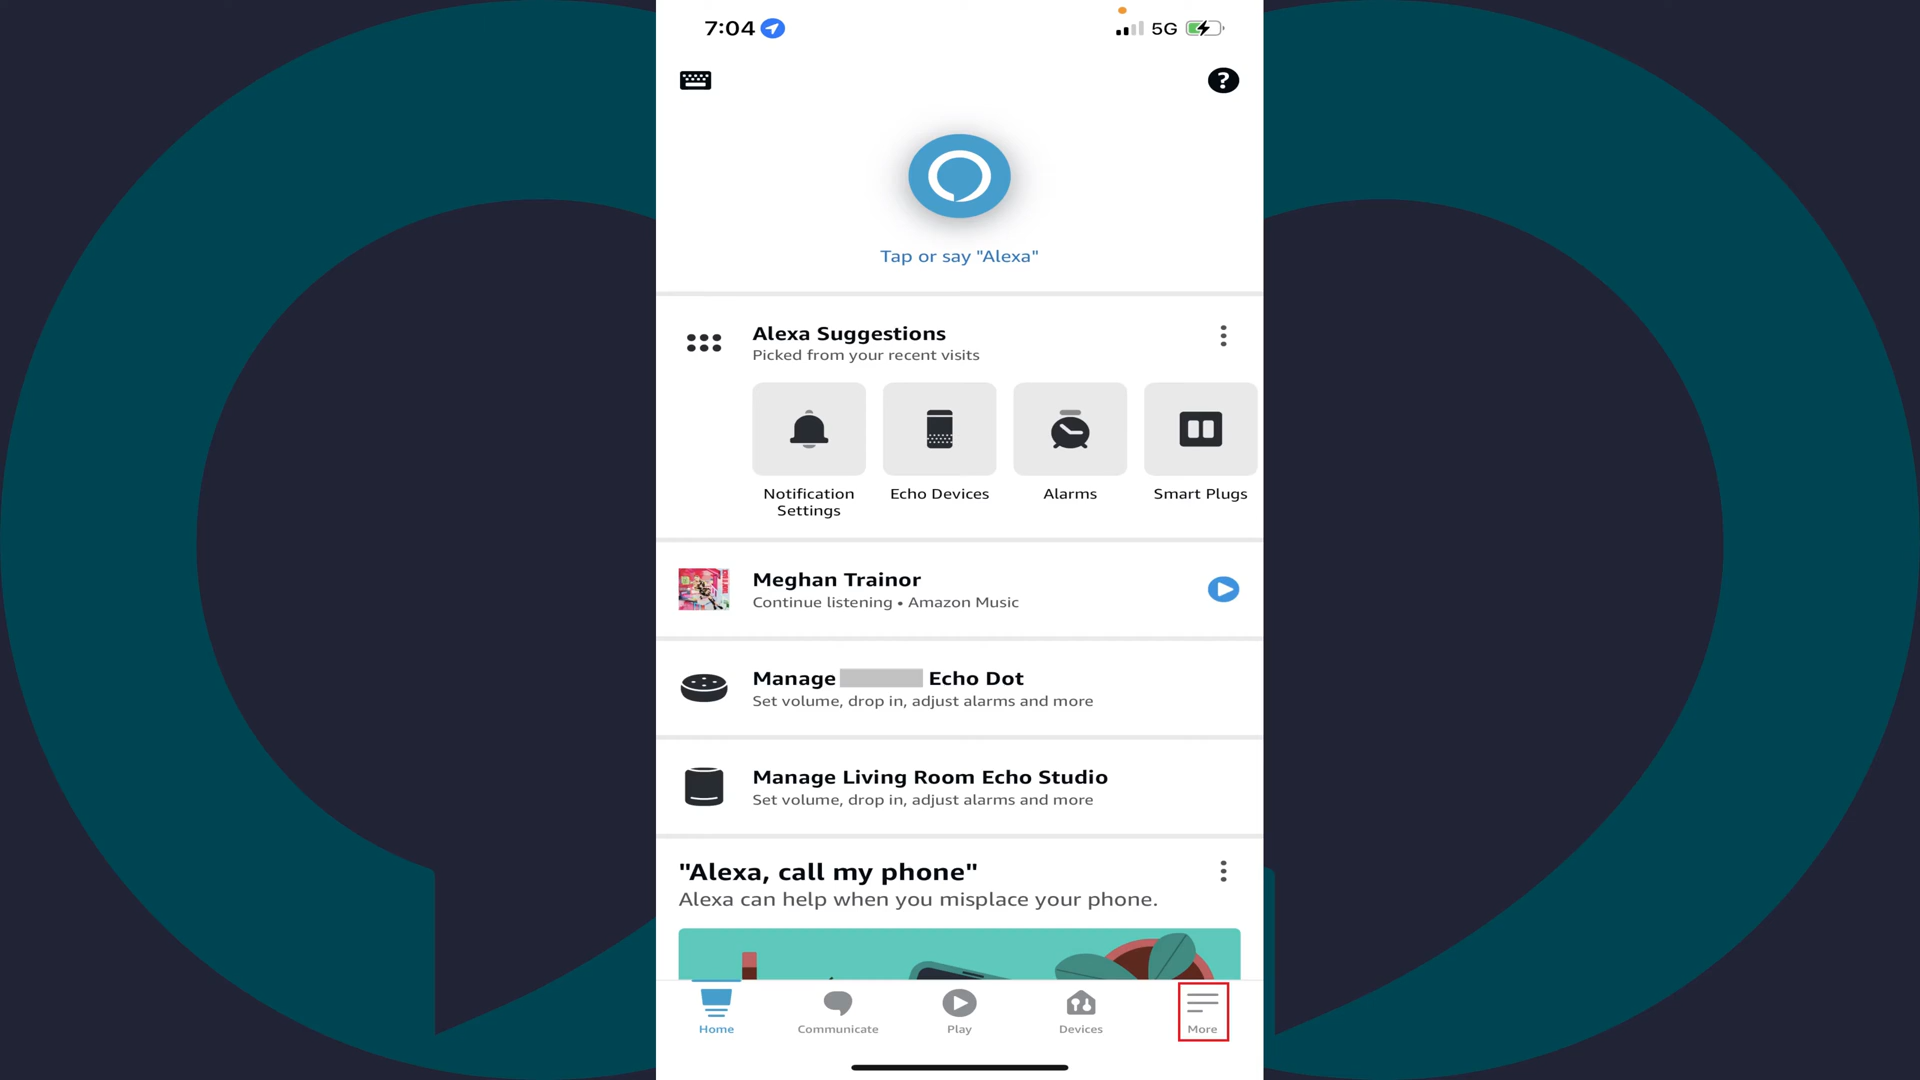 7:04
5G
?
Tap or say "Alexa"
Alexa Suggestions
Picked from your recent visits
Notification
Settings
Echo Devices
Alarms
Smart Plugs
Meghan Trainor
Continue listening • Amazon Music
Manage Echo Dot
Set volume, drop in, adjust alarms and more
Manage Living Room Echo Studio
Set volume, drop in, adjust alarms and more
"Alexa, call my phone"
Alexa can help when you misplace your phone.
Home
Communicate
Play
Devices
More